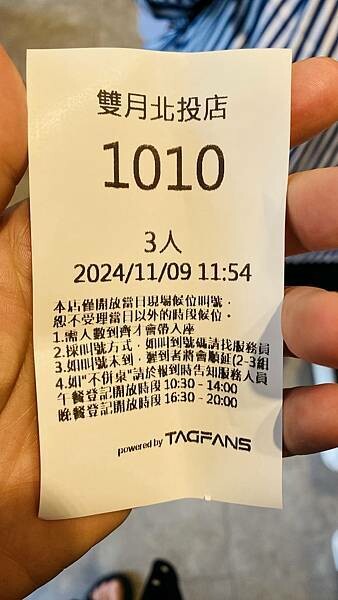 雙月北投店
1010
3人
2024/11/09 11:54
本店僅開放當日現場候位叫號，
恕不受理當日以外的時段候位。
1.需人數到齊才會帶入座
2.採叫號方式，如叫到號碼請找服務員
3.如叫號未到，遲到者將會順延(2-3組
4.如"不併桌"請於報到時告知服務人員
午餐登記開放時段 10:30 - 14:00
晚餐登記開放時段 16:30 - 20:00
powered by TAGFANS